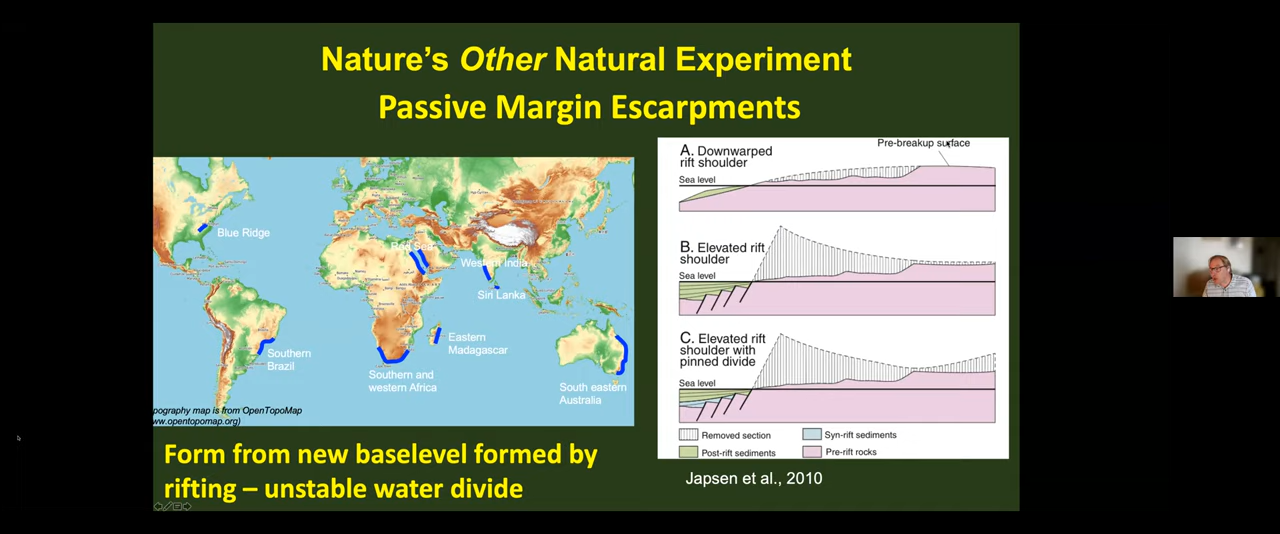 Nature's Other Natural Experiment
Passive Margin Escarpments
Blue Ridge
Red Sea
Western India
Siri Lanka
Eastern
Madagascar
Southern
Brazil
Southern and
western Africa
South eastern
Australia
pography map is from OpenTopoMap
ww.opentopomap.org)
A. Downwarped
rift shoulder
Pre-breakup surface
Sea level
B. Elevated rift
shoulder
Sea level
C. Elevated rift
shoulder with
pinned divide
Sea level
Removed section
Syn-rift sediments
Post-rift sediments
Pre-rift rocks
Form from new baselevel formed by
rifting – unstable water divide
Japsen et al., 2010